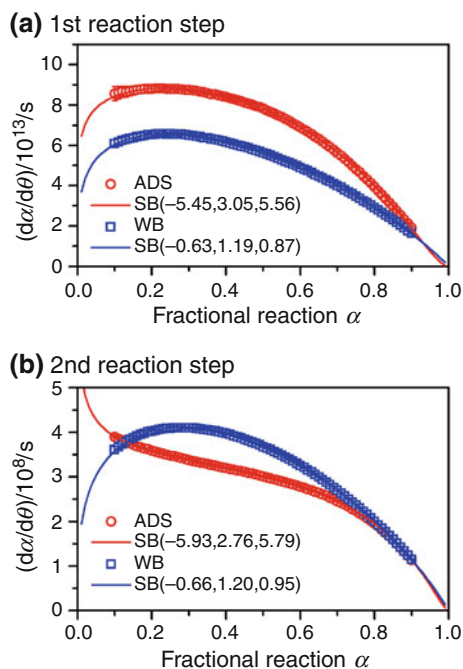 (a) 1st reaction step
(dα/dθ)/10¹³/s
10
8
6
4
2
0
ADS
SB(−5.45,3.05,5.56)
WB
SB(−0.63,1.19,0.87)
0.0 0.2 0.4 0.6 0.8 1.0
Fractional reaction α
(b) 2nd reaction step
(dα/dθ)/10⁸/s
5
4
3
2
1
0
ADS
SB(−5.93,2.76,5.79)
WB
SB(−0.66,1.20,0.95)
0.0 0.2 0.4 0.6 0.8 1.0
Fractional reaction α